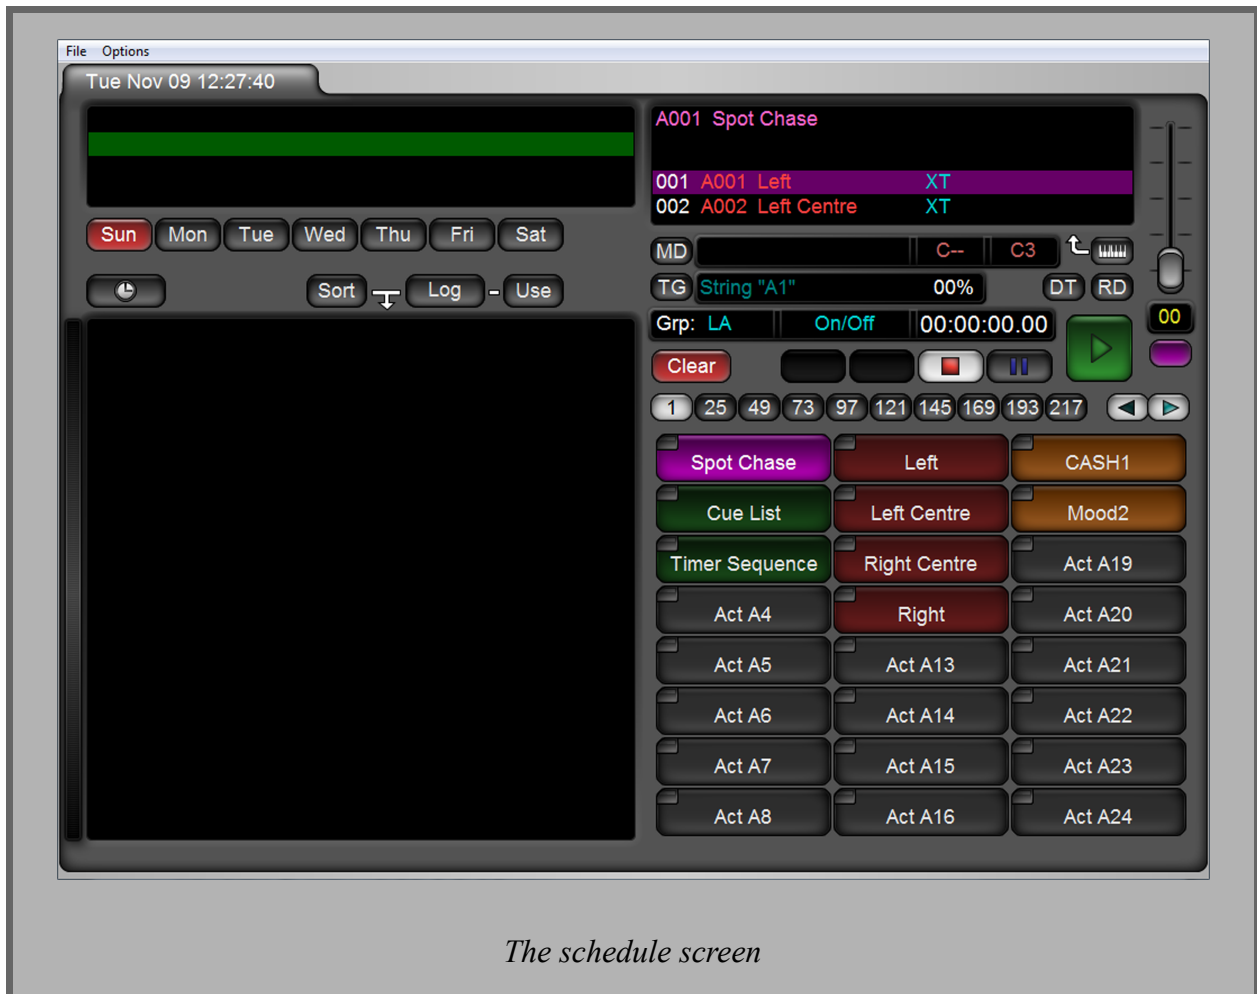 File Options
Tue Nov 09 12:27:40
A001 Spot Chase
001 A001 Left XT
002 A002 Left Centre XT
Sun Mon Tue Wed Thu Fri Sat
MD C-- C3
Sort Log Use
TG String "A1" 00% DT RD
Grp: LA On/Off 00:00:00.00
00
Clear
1 25 49 73 97 121 145 169 193 217
Spot Chase Left CASH1
Cue List Left Centre Mood2
Timer Sequence Right Centre Act A19
Act A4 Right Act A20
Act A5 Act A13 Act A21
Act A6 Act A14 Act A22
Act A7 Act A15 Act A23
Act A8 Act A16 Act A24
The schedule screen